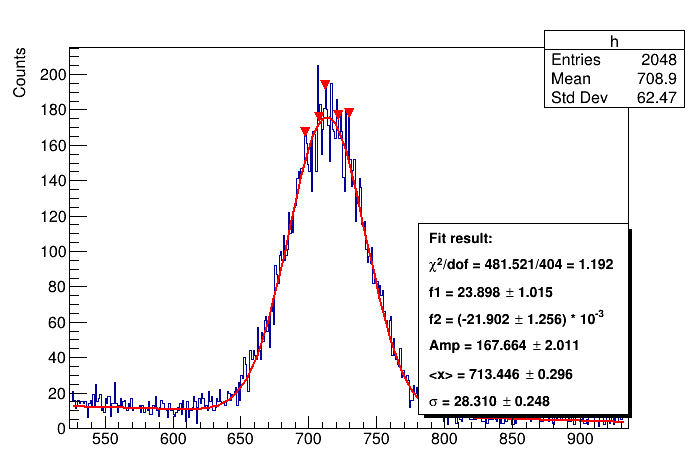 h
Entries 2048
Mean 708.9
Std Dev 62.47
Counts
200
180
160
140
120
100
80
60
40
20
0
550 600 650 700 750 800 850 900
Fit result:
χ²/dof = 481.521/404 = 1.192
f1 = 23.898 ± 1.015
f2 = (-21.902 ± 1.256) * 10⁻³
Amp = 167.664 ± 2.011
<x> = 713.446 ± 0.296
σ = 28.310 ± 0.248